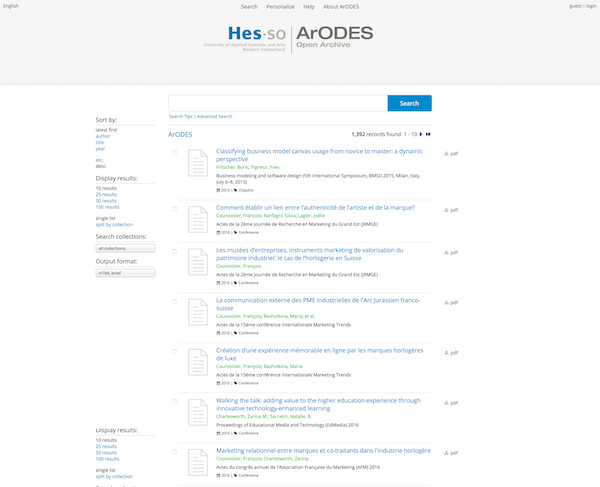 English
Search Personalize Help About ArODES
guest :: login
Hes·so ArODES
University of Applied Sciences and Arts Open Archive
Western Switzerland
Search
Search Tips :: Advanced Search
Sort by:
latest first
author
title
year
asc.
desc.
Display results:
10 results
25 results
50 results
100 results
single list
split by collection
Search collections:
all collections
Output format:
HTML brief
ArODES 1,392 records found 1 - 10
Classifying business model canvas usage from novice to master: a dynamic
perspective
Fritscher, Boris; Pigneur, Yves
Business modeling and software design (5th International Symposium, BMSD 2015, Milan, Italy,
July 6–8, 2015)
2016 | Chapitre
pdf
Comment établir un lien entre l'authenticité de l'artiste et de la marque?
Courvoisier, François; Ranfagni, Silvia; Lagier, Joëlle
Actes de la 2ème Journée de Recherche en Marketing du Grand Est (JRMGE)
2016 | Conférence
pdf
Les musées d'entreprises, instruments marketing de valorisation du
patrimoine industriel: le cas de l'horlogerie en Suisse
Courvoisier, François
Actes de la 2ème Journée de Recherche en Marketing du Grand Est (JRMGE)
2016 | Conférence
pdf
La communication externe des PME industrielles de l'Arc Jurassien franco-
suisse
Courvoisier, François; Bashutkina, Maria; et al.
Actes de la 15ème conférence internationale Marketing Trends
2016 | Conférence
pdf
Création d'une expérience mémorable en ligne par les marques horlogères
de luxe
Courvoisier, François; Bashutkina, Maria
Actes de la 15ème conférence internationale Marketing Trends
2016 | Conférence
pdf
Walking the talk: adding value to the higher education experience through
innovative technology-enhanced learning
Charlesworth, Zarina M.; Sarrasin, Natalie, B.
Proceedings of Educational Media and Technology (EdMedia) 2016
2016 | Conférence
pdf
Marketing relationnel entre marques et co-traitants dans l'industrie horlogère
Courvoisier, François; Charlesworth, Zarina
Actes du congrès annuel de l'Association Française du Marketing (AFM) 2016
2016 | Conférence
pdf
Display results:
10 results
25 results
50 results
100 results
single list
split by collection